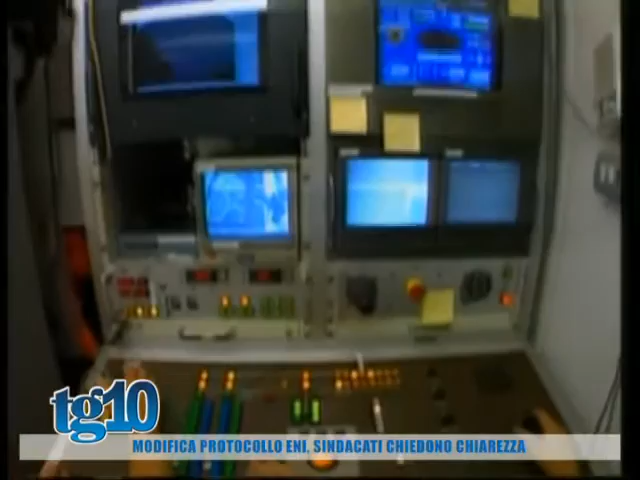 tg10
MODIFICA PROTOCOLLO ENI, SINDACATI CHIEDONO CHIAREZZA